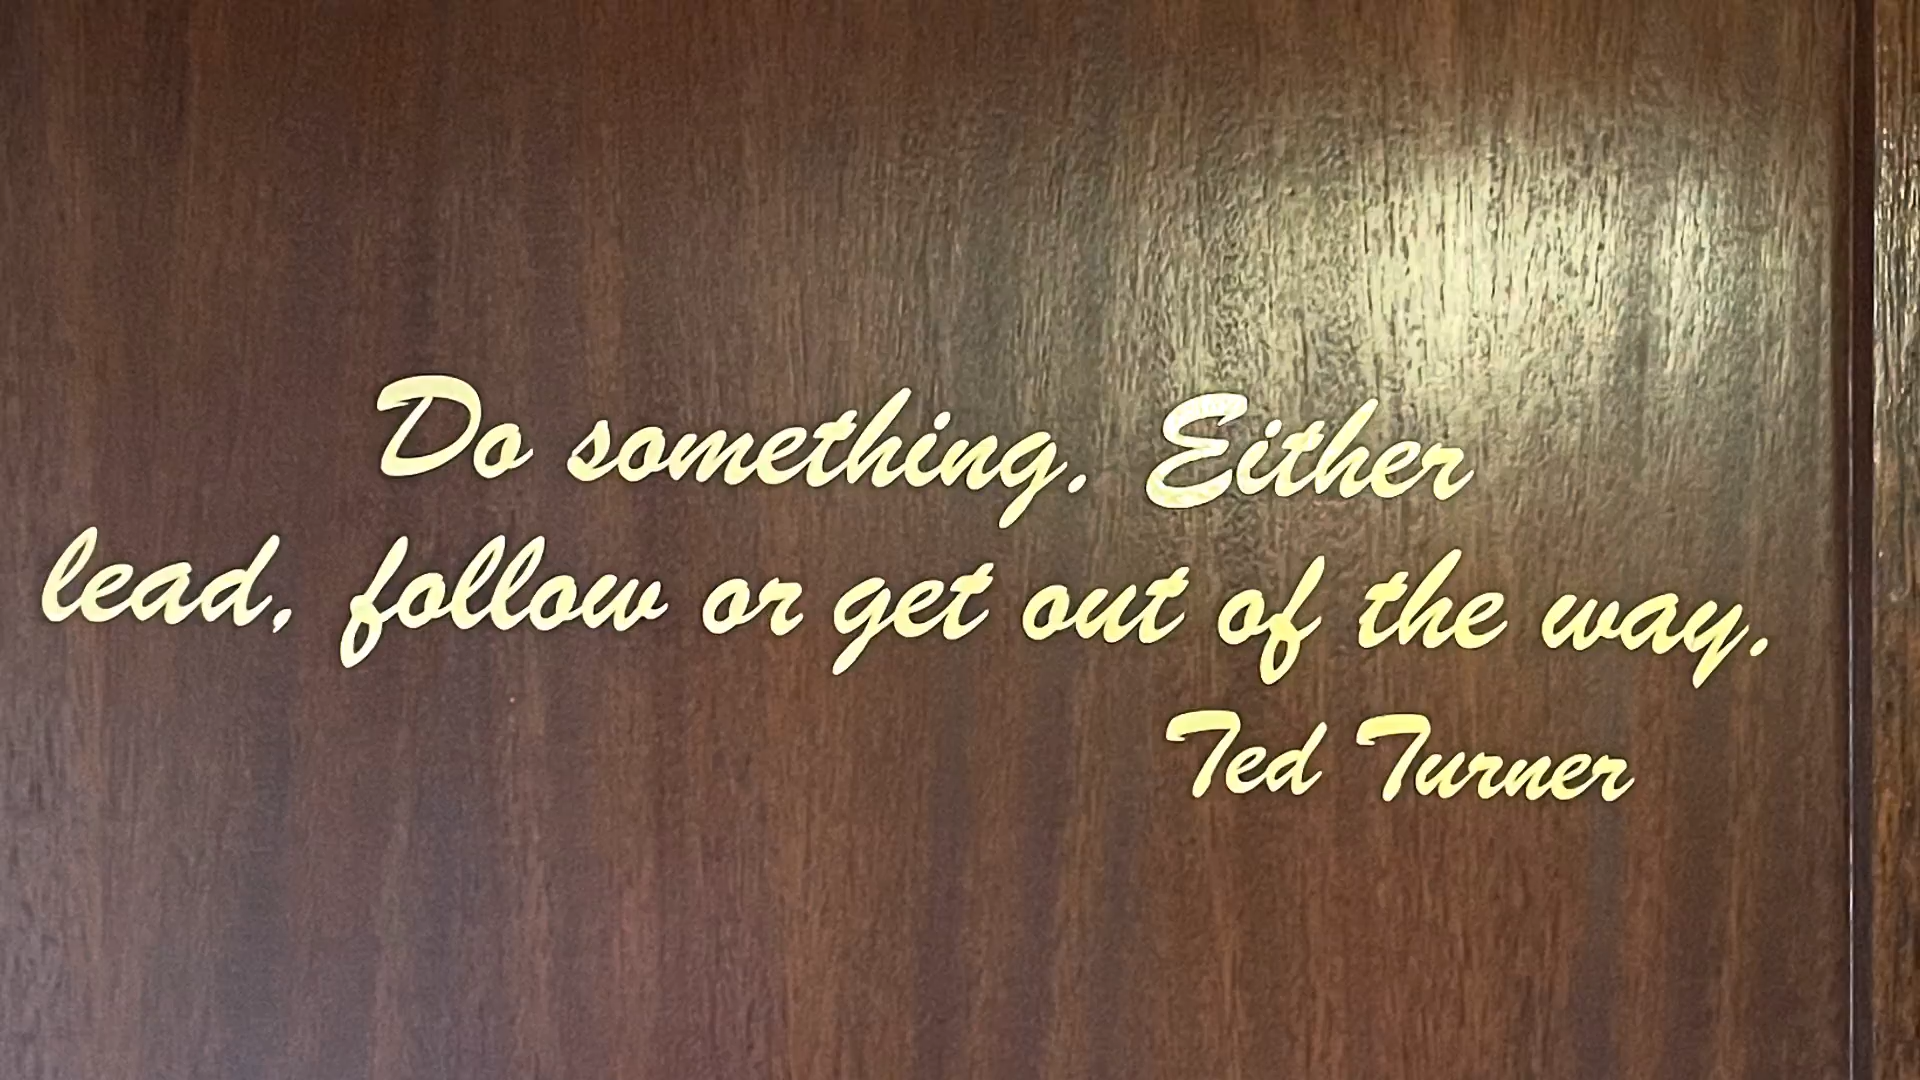 Do something. Either
lead, follow or get out of the way.
Ted Turner